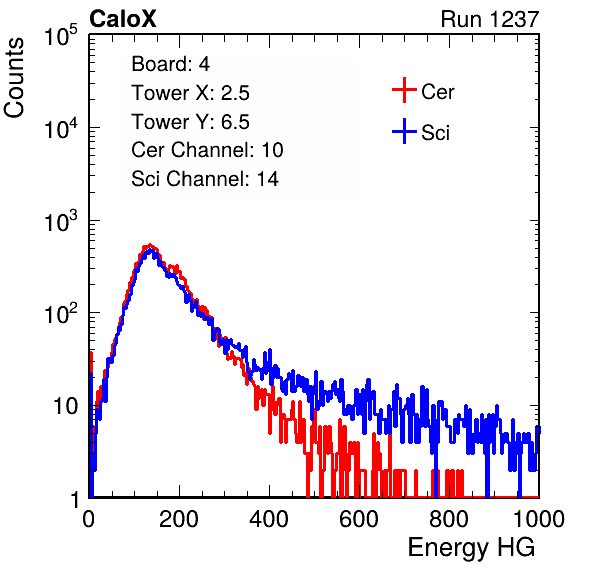 CaloX Run 1237
Counts
Board: 4
Tower X: 2.5
Tower Y: 6.5
Cer Channel: 10
Sci Channel: 14
Cer
Sci
10^5
10^4
10^3
10^2
10
1
0 200 400 600 800 1000
Energy HG